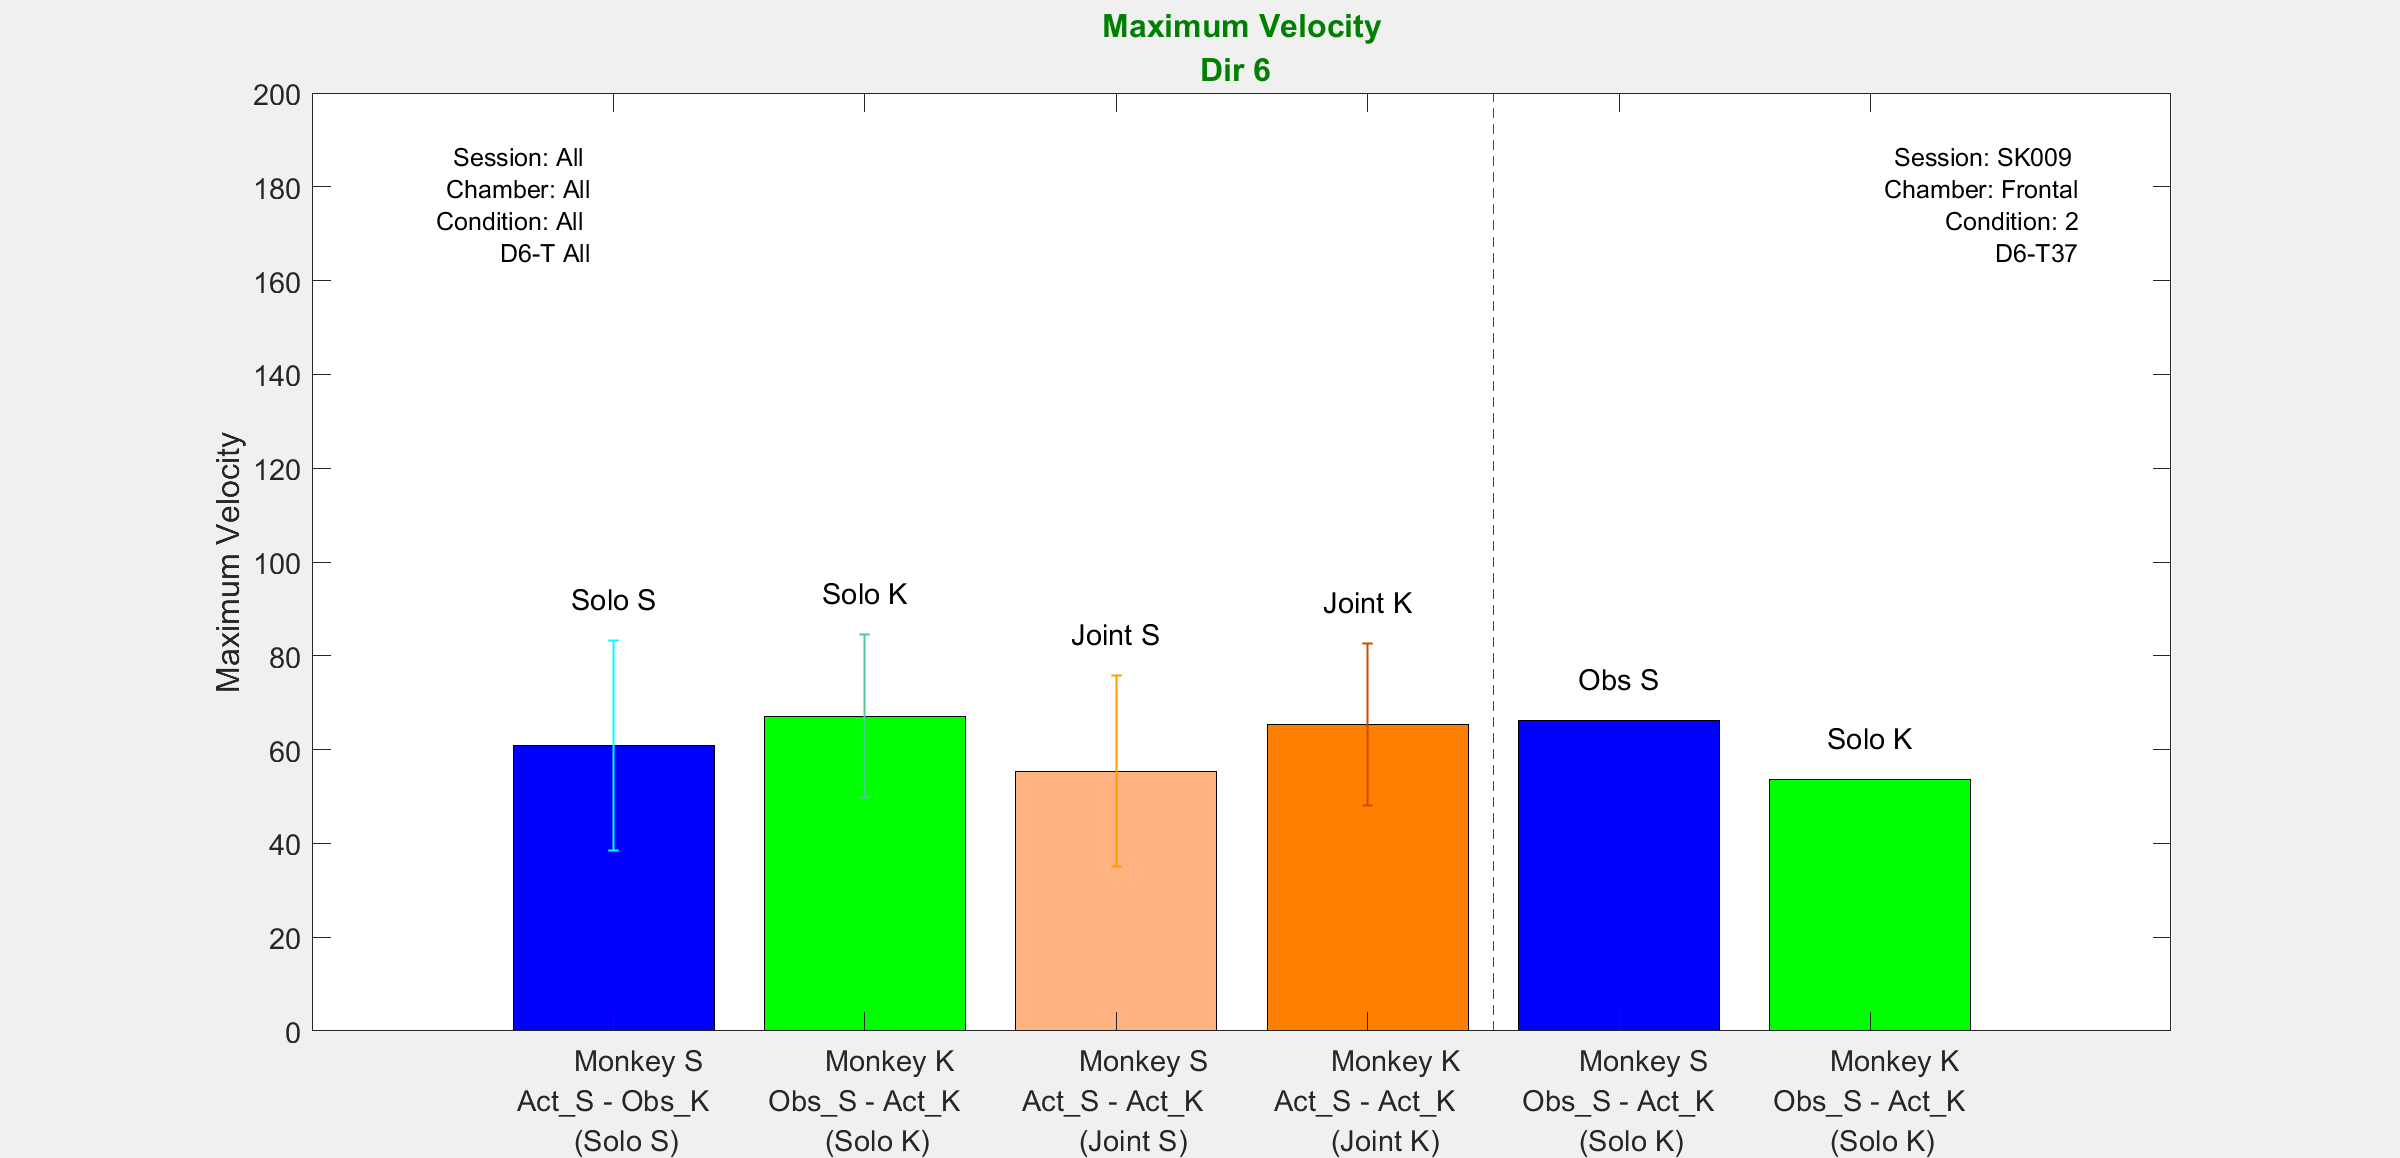 Maximum Velocity
Dir 6
200
180
160
140
120
100
80
60
40
20
0
Maximum Velocity
Session: All
Chamber: All
Condition: All
D6-T All
Session: SK009
Chamber: Frontal
Condition: 2
D6-T37
Solo S
Solo K
Joint S
Joint K
Obs S
Solo K
Monkey S
Act_S - Obs_K
(Solo S)
Monkey K
Obs_S - Act_K
(Solo K)
Monkey S
Act_S - Act_K
(Joint S)
Monkey K
Act_S - Act_K
(Joint K)
Monkey S
Obs_S - Act_K
(Solo K)
Monkey K
Obs_S - Act_K
(Solo K)